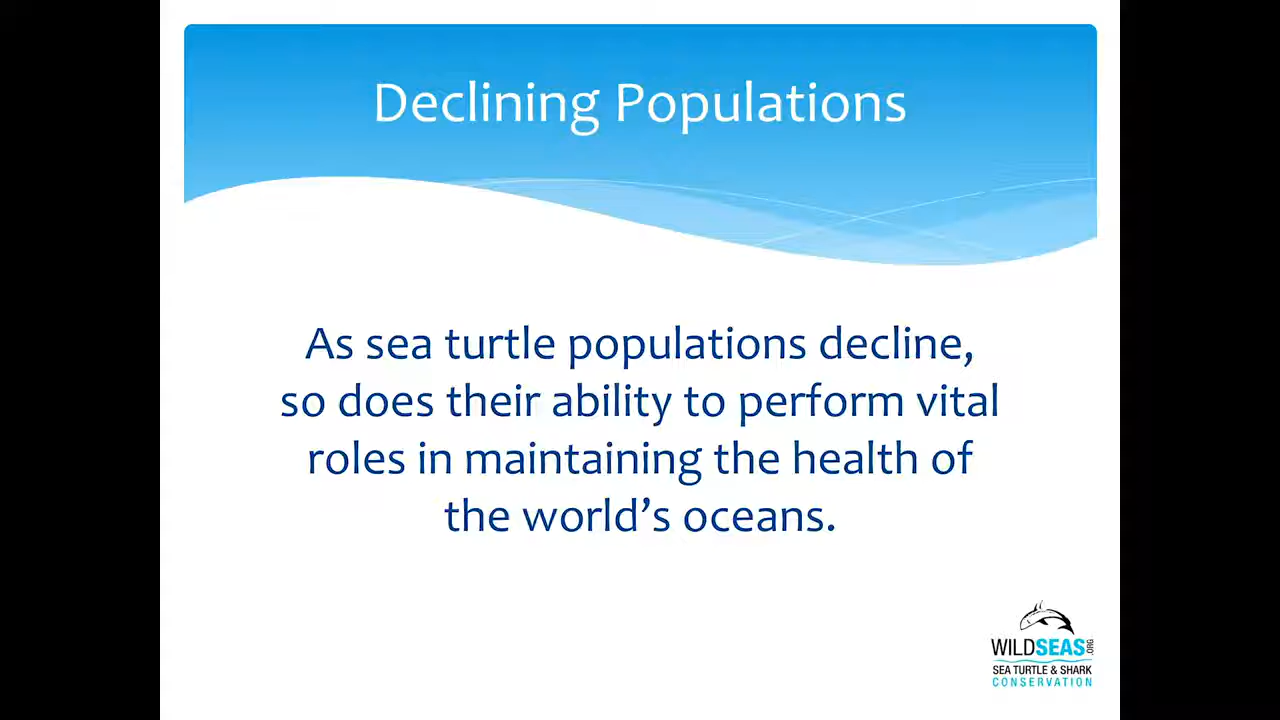 Declining Populations
As sea turtle populations decline,
so does their ability to perform vital
roles in maintaining the health of
the world’s oceans.
WILDSEAS.ORG
SEA TURTLE & SHARK
CONSERVATION